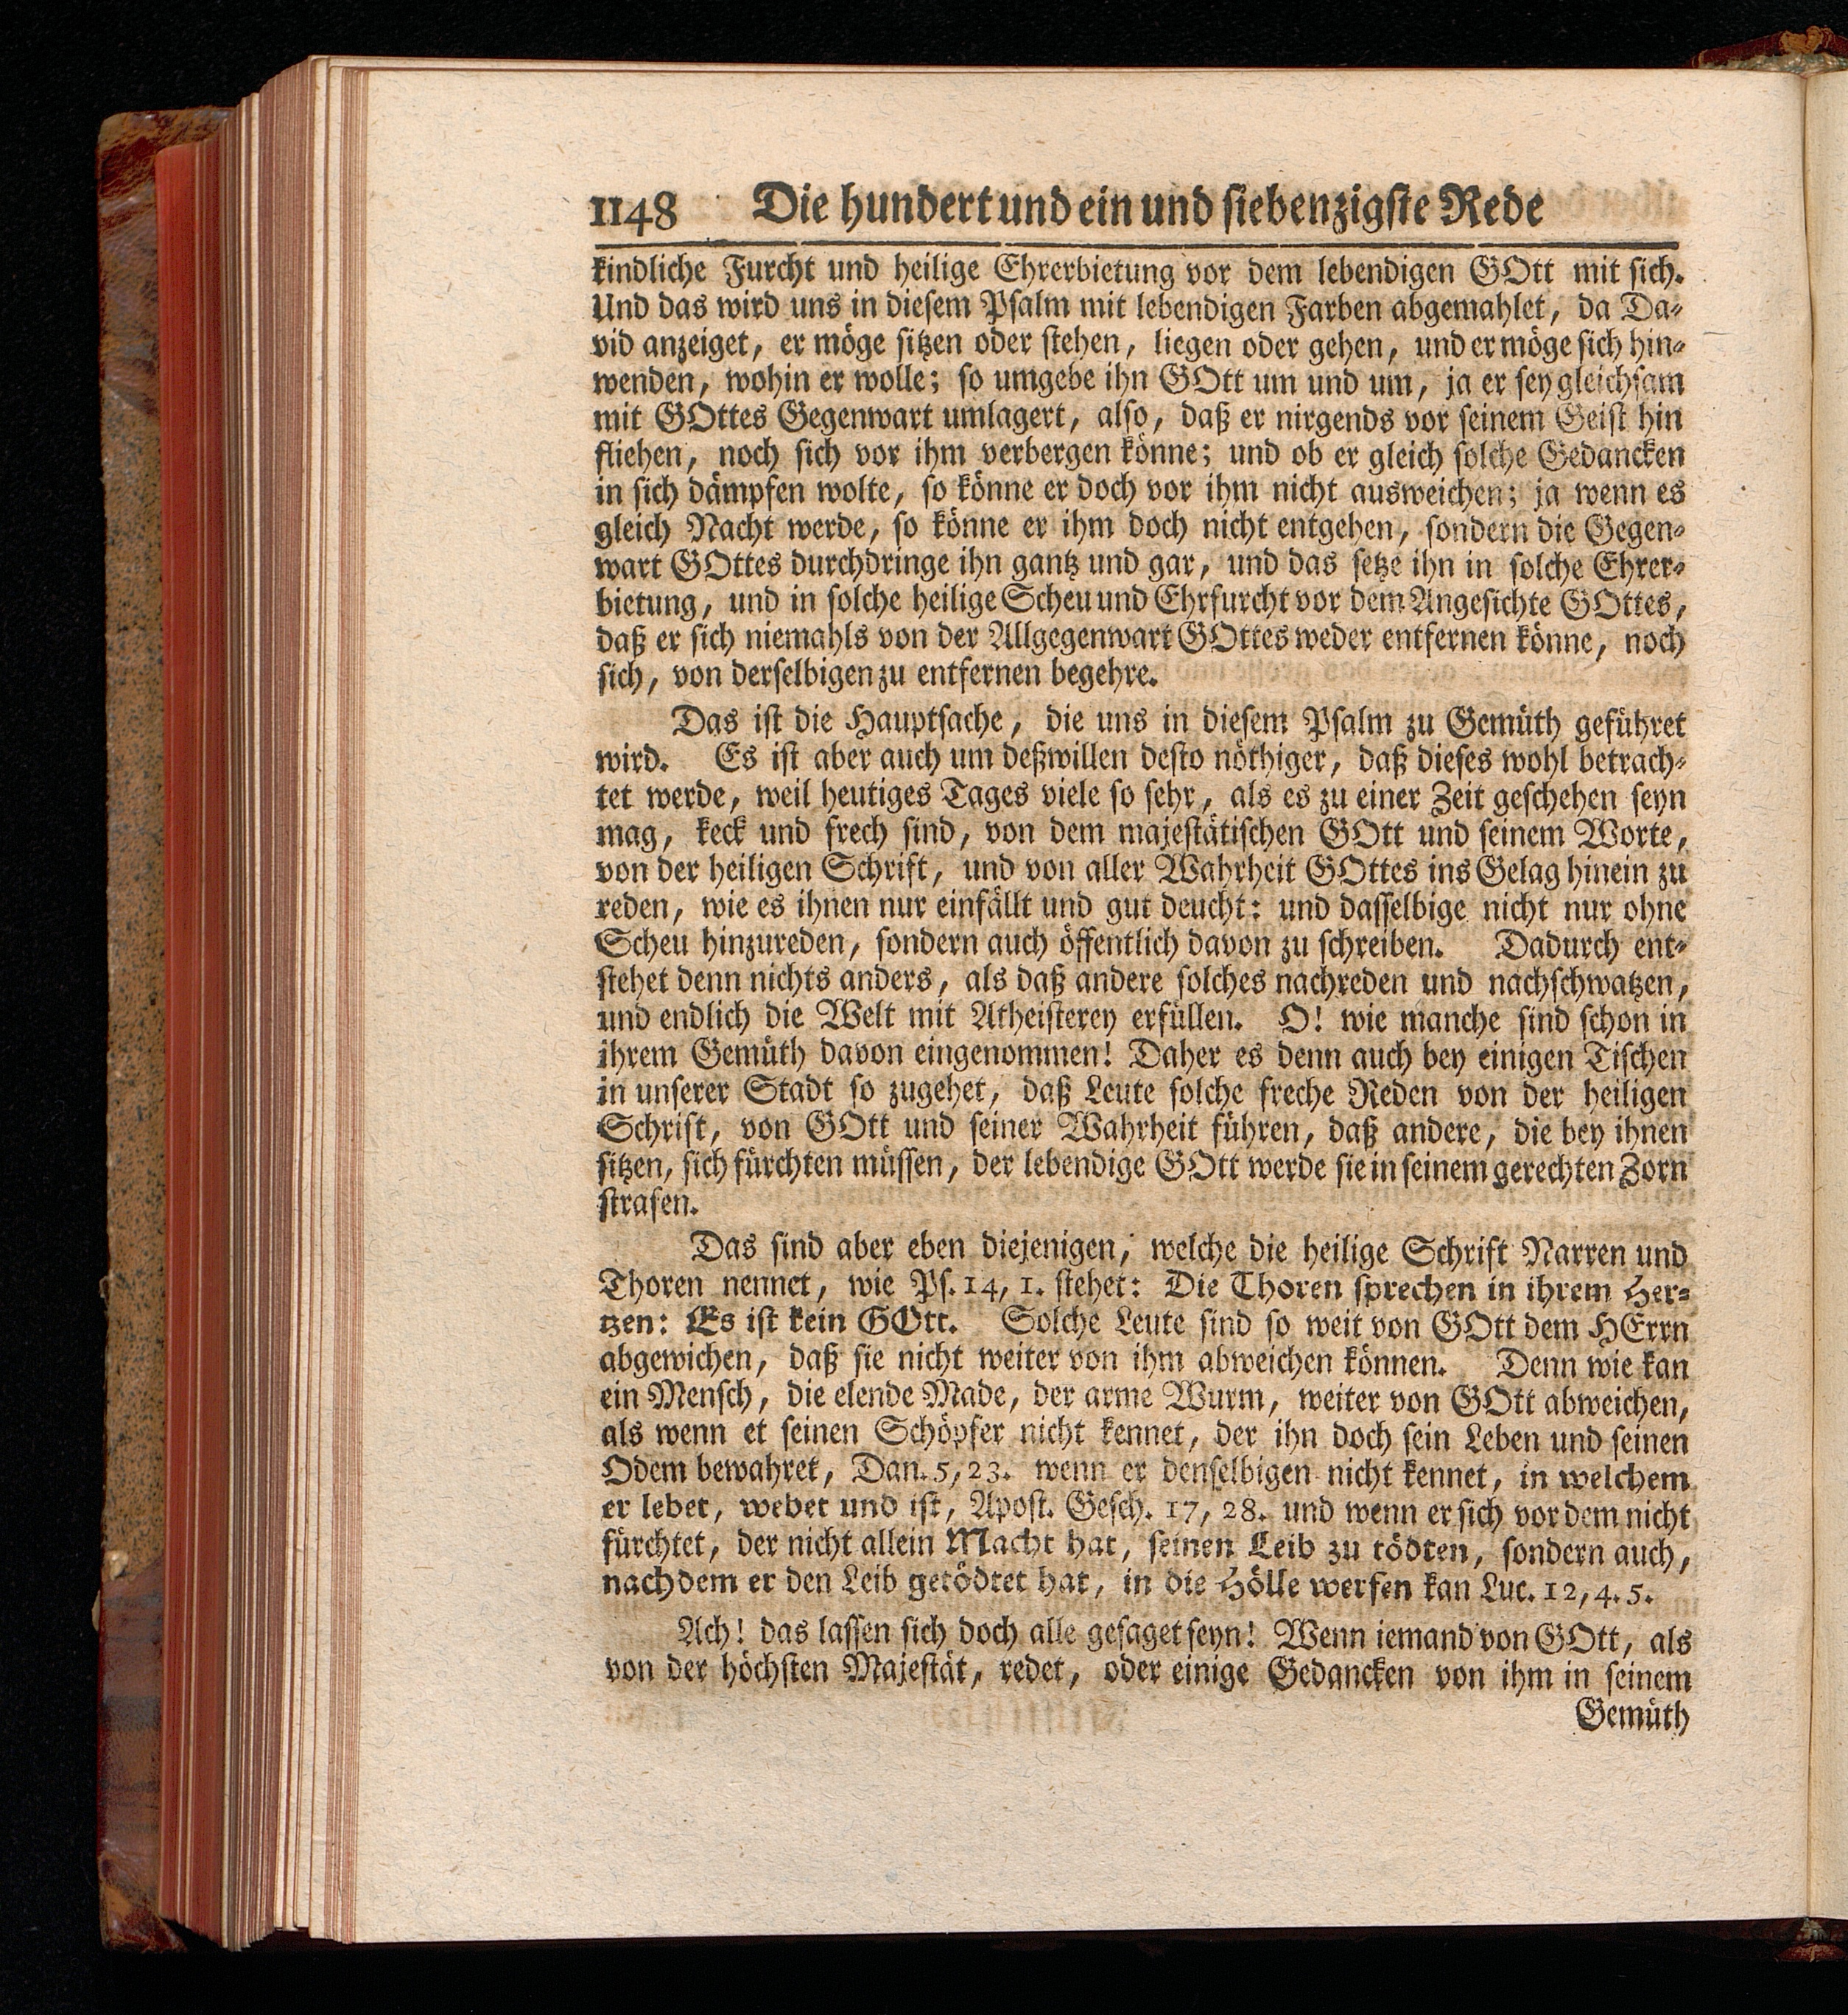 1148 Die hundert und ein und siebenzigste Rede
kindliche Furcht und heilige Ehrerbietung vor dem lebendigen GOtt mit sich.
Und das wird uns in diesem Psalm mit lebendigen Farben abgemahlet, da Da-
vid anzeiget, er möge sitzen oder stehen, liegen oder gehen, und er möge sich hin-
wenden, wohin er wolle; so umgebe ihn GOtt um und um, ja er sey gleichsam
mit GOttes Gegenwart umlagert, also, daß er nirgends vor seinem Geist hin
fliehen, noch sich vor ihm verbergen könne; und ob er gleich solche Gedancken
in sich dämpfen wolte, so könne er doch vor ihm nicht ausweichen; ja wenn es
gleich Nacht werde, so könne er ihm doch nicht entgehen, sondern die Gegen-
wart GOttes durchdringe ihn gantz und gar, und das setze ihn in solche Ehrer-
bietung, und in solche heilige Scheu und Ehrfurcht vor dem Angesichte GOttes,
daß er sich niemahls von der Allgegenwart GOttes weder entfernen könne, noch
sich, von derselbigen zu entfernen begehre.
Das ist die Hauptsache, die uns in diesem Psalm zu Gemüth geführet
wird. Es ist aber auch um deßwillen desto nöthiger, daß dieses wohl betrach-
tet werde, weil heutiges Tages viele so sehr, als es zu einer Zeit geschehen seyn
mag, keck und frech sind, von dem majestätischen GOtt und seinem Worte,
von der heiligen Schrift, und von aller Wahrheit GOttes ins Gelag hinein zu
reden, wie es ihnen nur einfällt und gut deucht: und dasselbige nicht nur ohne
Scheu hinzureden, sondern auch öffentlich davon zu schreiben. Dadurch ent-
stehet denn nichts anders, als daß andere solches nachreden und nachschwatzen,
und endlich die Welt mit Atheisterey erfüllen. O! wie manche sind schon in
ihrem Gemüth davon eingenommen! Daher es denn auch bey einigen Tischen
in unserer Stadt so zugehet, daß Leute solche freche Reden von der heiligen
Schrift, von GOtt und seiner Wahrheit führen, daß andere, die bey ihnen
sitzen, sich fürchten müssen, der lebendige GOtt werde sie in seinem gerechten Zorn
strafen.
Das sind aber eben diejenigen, welche die heilige Schrift Narren und
Thoren nennet, wie Ps. 14, 1. stehet: Die Thoren sprechen in ihrem Her-
tzen: Es ist kein GOtt. Solche Leute sind so weit von GOtt dem HErrn
abgewichen, daß sie nicht weiter von ihm abweichen können. Denn wie kan
ein Mensch, die elende Made, der arme Wurm, weiter von GOtt abweichen,
als wenn et seinen Schöpfer nicht kennet, der ihn doch sein Leben und seinen
Odem bewahret, Dan. 5, 23. wenn er denselbigen nicht kennet, in welchem
er lebet, webet und ist, Apost. Gesch. 17, 28. und wenn er sich vor dem nicht
fürchtet, der nicht allein Macht hat, seinen Leib zu tödten, sondern auch,
nachdem er den Leib getödtet hat, in die Hölle werfen kan Luc. 12, 4. 5.
Ach! das lassen sich doch alle gesaget seyn! Wenn iemand von GOtt, als
von der höchsten Majestät, redet, oder einige Gedancken von ihm in seinem
Gemüth